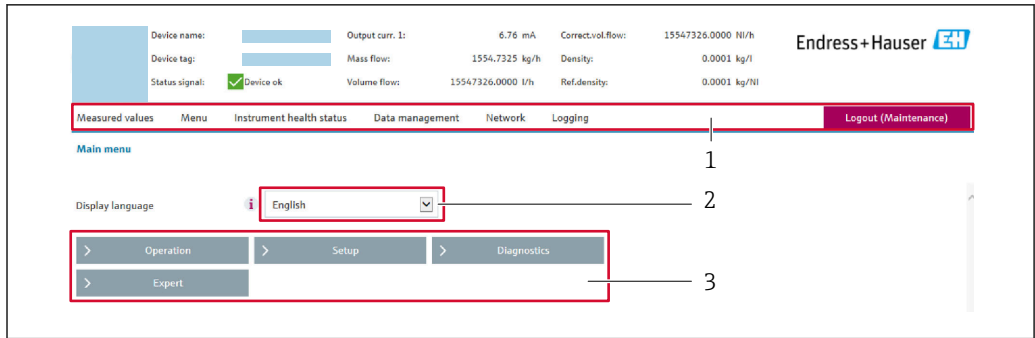 Device name: Output curr. 1: 6.76 mA Correct.vol.flow: 15547326.0000 Nl/h
Endress+Hauser EH
Device tag: Mass flow: 1554.7325 kg/h Density: 0.0001 kg/l
Status signal: Device ok Volume flow: 15547326.0000 l/h Ref.density: 0.0001 kg/Nl
Measured values Menu Instrument health status Data management Network Logging Logout (Maintenance)
1
Main menu
Display language i English 2
> Operation > Setup > Diagnostics
> Expert 3